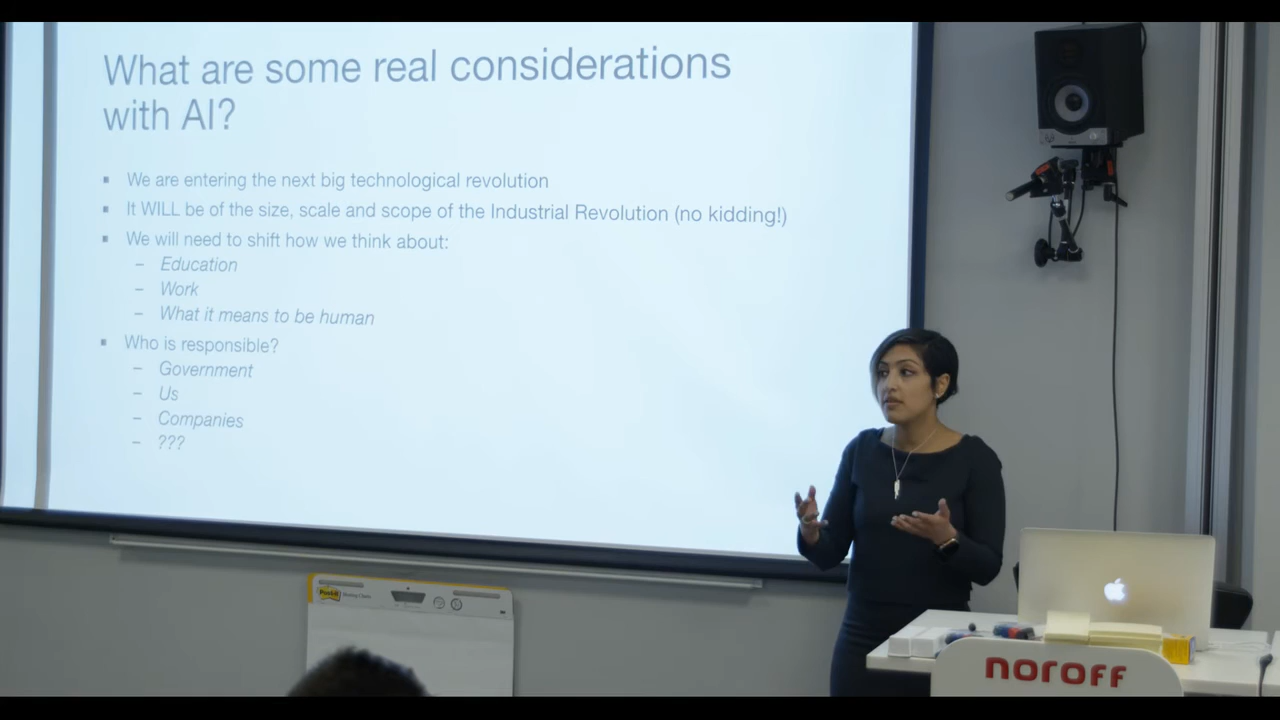 What are some real considerations
with AI?
▪ We are entering the next big technological revolution
▪ It WILL be of the size, scale and scope of the Industrial Revolution (no kidding!)
▪ We will need to shift how we think about:
– Education
– Work
– What it means to be human
▪ Who is responsible?
– Government
– Us
– Companies
– ???
Post-it
noroff